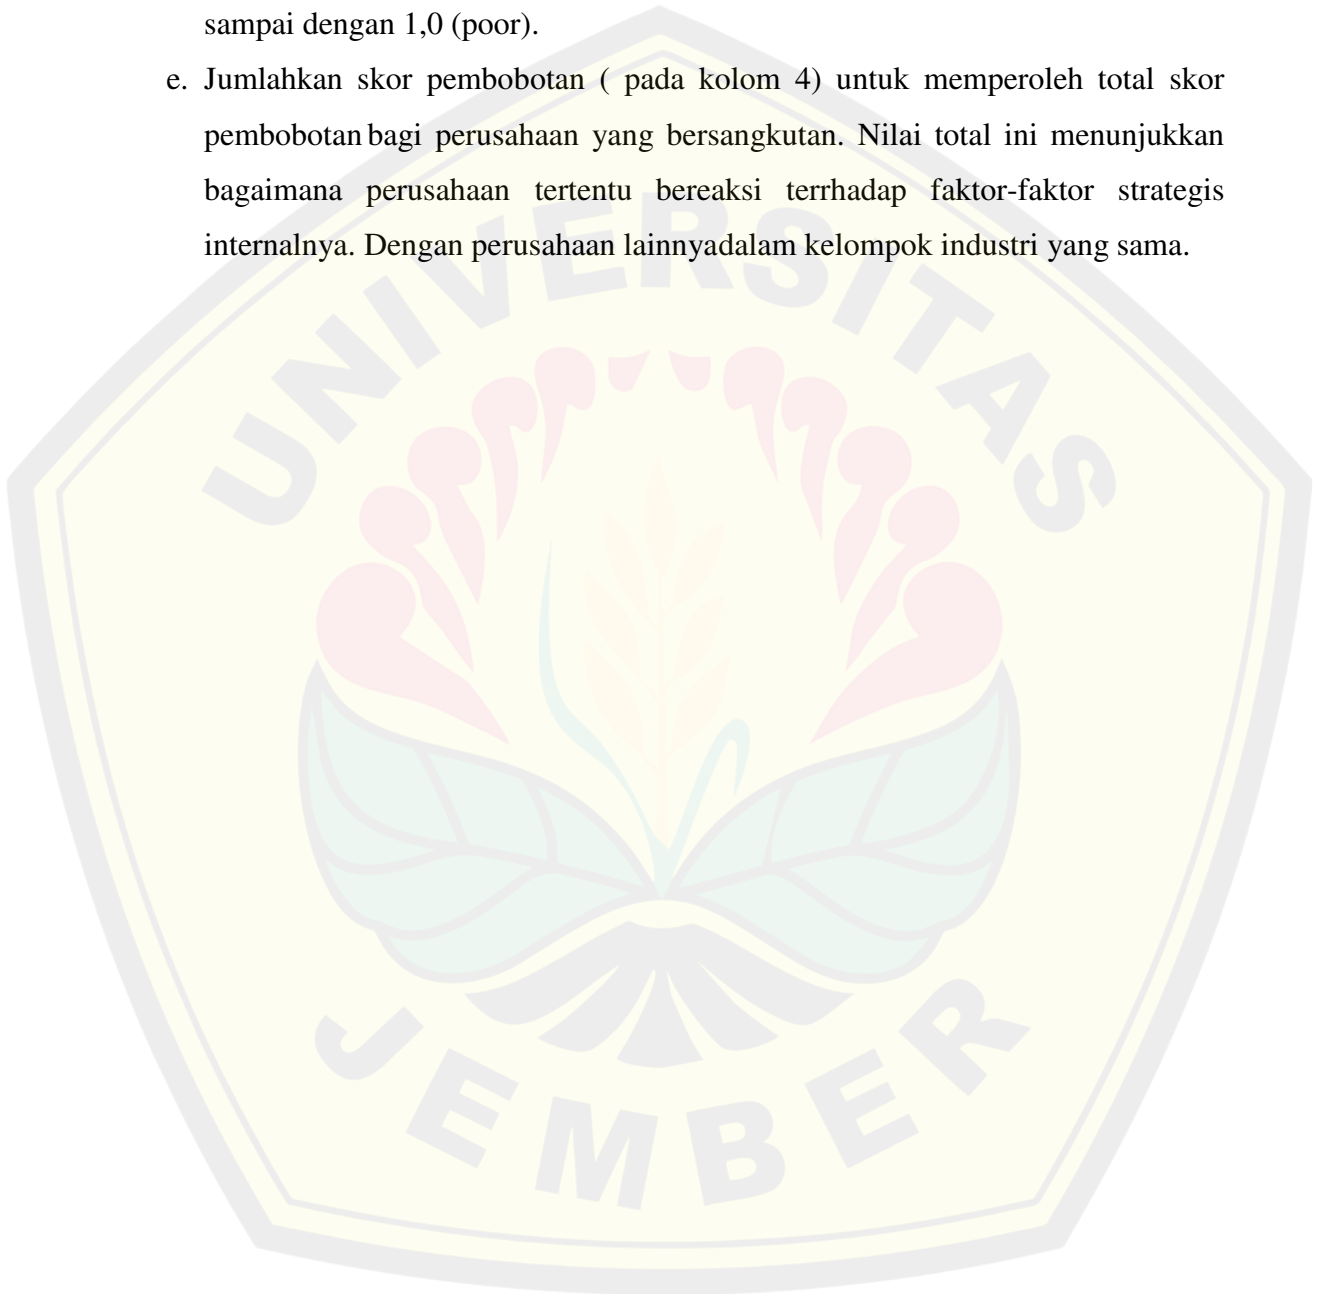 sampai dengan 1,0 (poor).
e. Jumlahkan skor pembobotan ( pada kolom 4) untuk memperoleh total skor
pembobotan bagi perusahaan yang bersangkutan. Nilai total ini menunjukkan
bagaimana perusahaan tertentu bereaksi terrhadap faktor-faktor strategis
internalnya. Dengan perusahaan lainnyadalam kelompok industri yang sama.
UNIVERSITAS
JEMBER